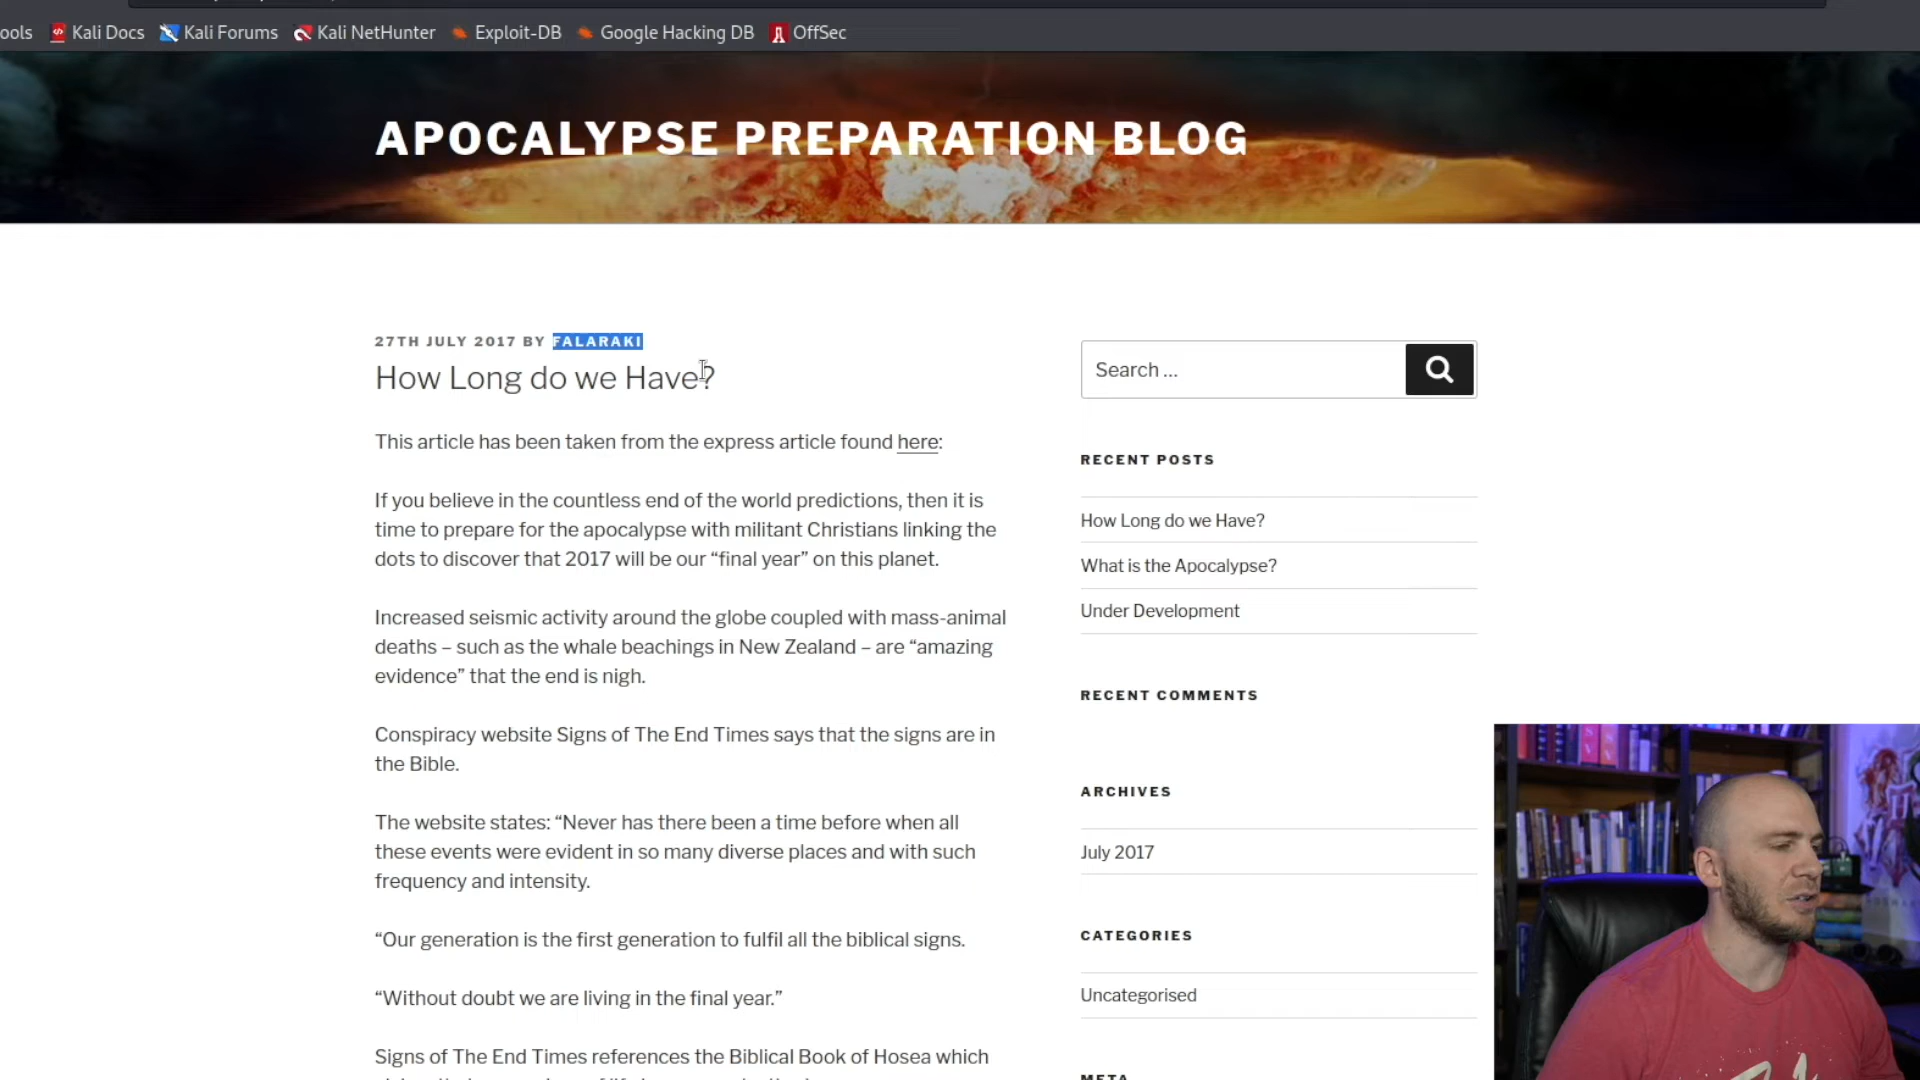 ools Kali Docs Kali Forums Kali NetHunter Exploit-DB Google Hacking DB OffSec
APOCALYPSE PREPARATION BLOG
27TH JULY 2017 BY FALARAKI
How Long do we Have?
This article has been taken from the express article found here:
If you believe in the countless end of the world predictions, then it is
time to prepare for the apocalypse with militant Christians linking the
dots to discover that 2017 will be our “final year” on this planet.
Increased seismic activity around the globe coupled with mass-animal
deaths – such as the whale beachings in New Zealand – are “amazing
evidence” that the end is nigh.
Conspiracy website Signs of The End Times says that the signs are in
the Bible.
The website states: “Never has there been a time before when all
these events were evident in so many diverse places and with such
frequency and intensity.
“Our generation is the first generation to fulfil all the biblical signs.
“Without doubt we are living in the final year.”
Signs of The End Times references the Biblical Book of Hosea which
Search …
RECENT POSTS
How Long do we Have?
What is the Apocalypse?
Under Development
RECENT COMMENTS
ARCHIVES
July 2017
CATEGORIES
Uncategorised
META